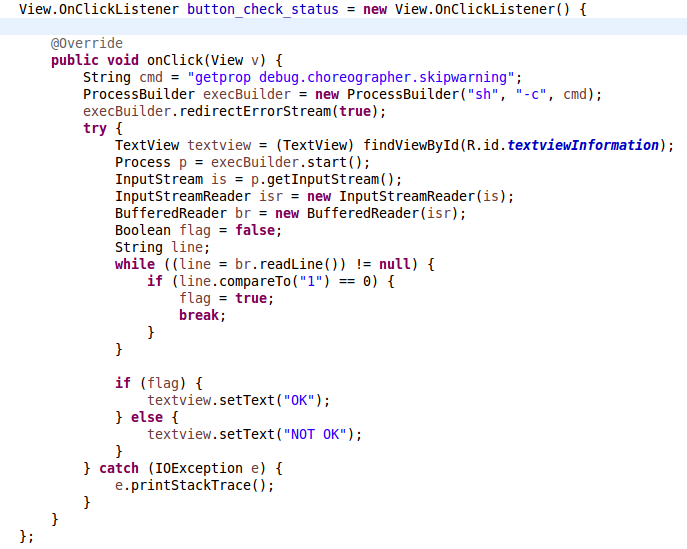 View.OnClickListener button_check_status = new View.OnClickListener() {
@Override
public void onClick(View v) {
String cmd = "getprop debug.choreographer.skipwarning";
ProcessBuilder execBuilder = new ProcessBuilder("sh", "-c", cmd);
execBuilder.redirectErrorStream(true);
try {
TextView textview = (TextView) findViewById(R.id.textviewInformation);
Process p = execBuilder.start();
InputStream is = p.getInputStream();
InputStreamReader isr = new InputStreamReader(is);
BufferedReader br = new BufferedReader(isr);
Boolean flag = false;
String line;
while ((line = br.readLine()) != null) {
if (line.compareTo("1") == 0) {
flag = true;
break;
}
}
if (flag) {
textview.setText("OK");
} else {
textview.setText("NOT OK");
}
} catch (IOException e) {
e.printStackTrace();
}
}
};